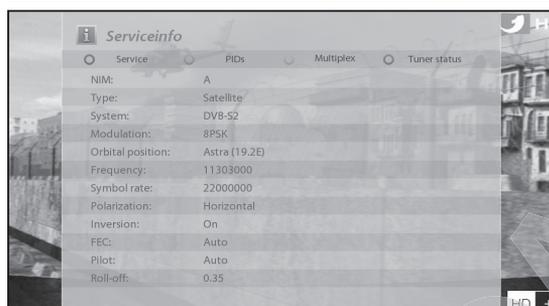 Serviceinfo
Service PIDs Multiplex Tuner status
NIM: A
Type: Satellite
System: DVB-S2
Modulation: 8PSK
Orbital position: Astra (19.2E)
Frequency: 11303000
Symbol rate: 22000000
Polarization: Horizontal
Inversion: On
FEC: Auto
Pilot: Auto
Roll-off: 0.35
HD